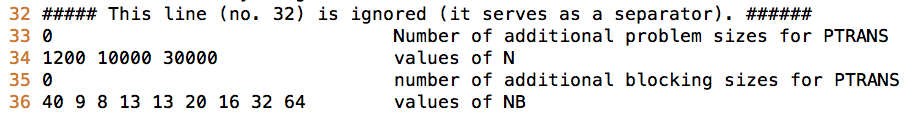 32 ##### This line (no. 32) is ignored (it serves as a separator). ######
33 0 Number of additional problem sizes for PTRANS
34 1200 10000 30000 values of N
35 0 number of additional blocking sizes for PTRANS
36 40 9 8 13 13 20 16 32 64 values of NB